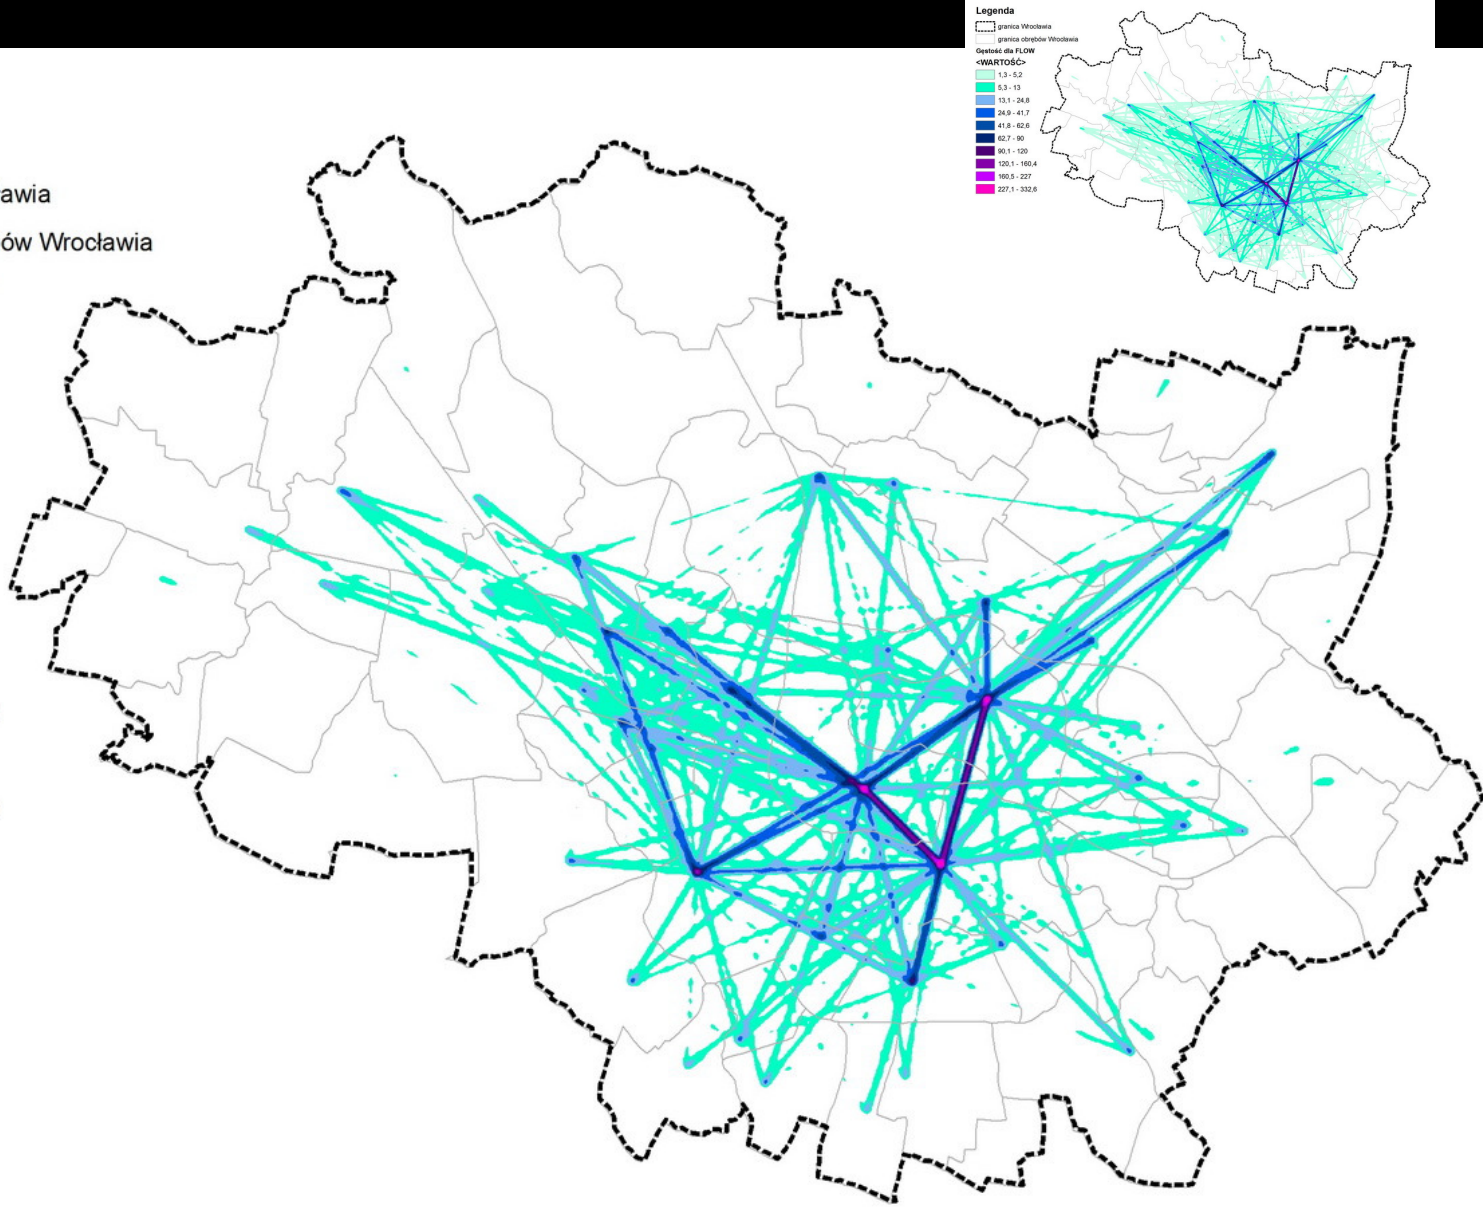 Legenda
granica Wrocławia
granica obrębów Wrocławia
Gęstość dla FLOW
<WARTOŚĆ>
1,3 - 5,2
5,3 - 13
13,1 - 24,8
24,9 - 41,7
41,8 - 62,6
62,7 - 90
90,1 - 120
120,1 - 160,4
160,5 - 227
227,1 - 332,6
awia
ów Wrocławia